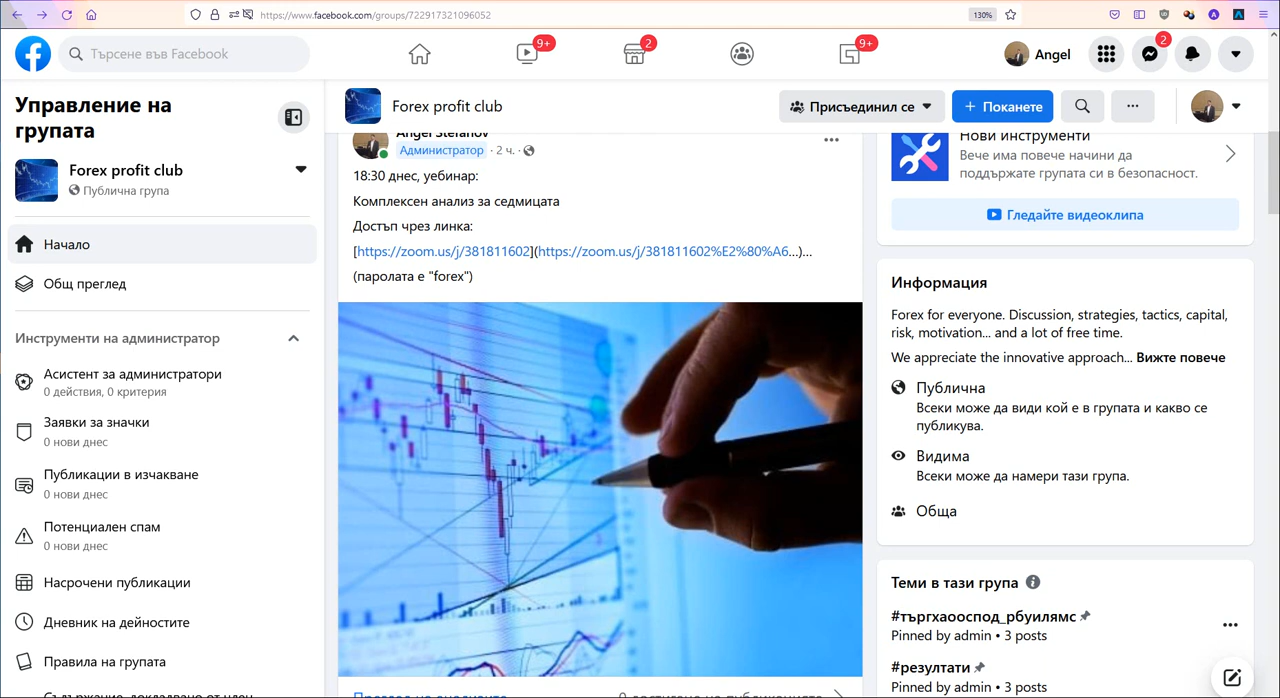 https://www.facebook.com/groups/722917321096052
130%
Търсене във Facebook
9+
2
9+
Angel
2
Управление на
групата
Forex profit club
Публична група
Начало
Общ преглед
Инструменти на администратор
Асистент за администратори
0 действия, 0 критерия
Заявки за значки
0 нови днес
Публикации в изчакване
0 нови днес
Потенциален спам
0 нови днес
Насрочени публикации
Дневник на дейностите
Правила на групата
Forex profit club
Присъединил се
+ Поканете
Angel Stefanov
Администратор · 2 ч. ·
18:30 днес, уебинар:
Комплексен анализ за седмицата
Достъп чрез линка:
[https://zoom.us/j/381811602](https://zoom.us/j/381811602%E2%80%A6...)...
(паролата е "forex")
Нови инструменти
Вече има повече начини да
поддържате групата си в безопасност.
Гледайте видеоклипа
Информация
Forex for everyone. Discussion, strategies, tactics, capital,
risk, motivation... and a lot of free time.
We appreciate the innovative approach... Вижте повече
Публична
Всеки може да види кой е в групата и какво се
публикува.
Видима
Всеки може да намери тази група.
Обща
Теми в тази група
#търгхаооспод_рбуилямс
Pinned by admin • 3 posts
#резултати
Pinned by admin • 3 posts